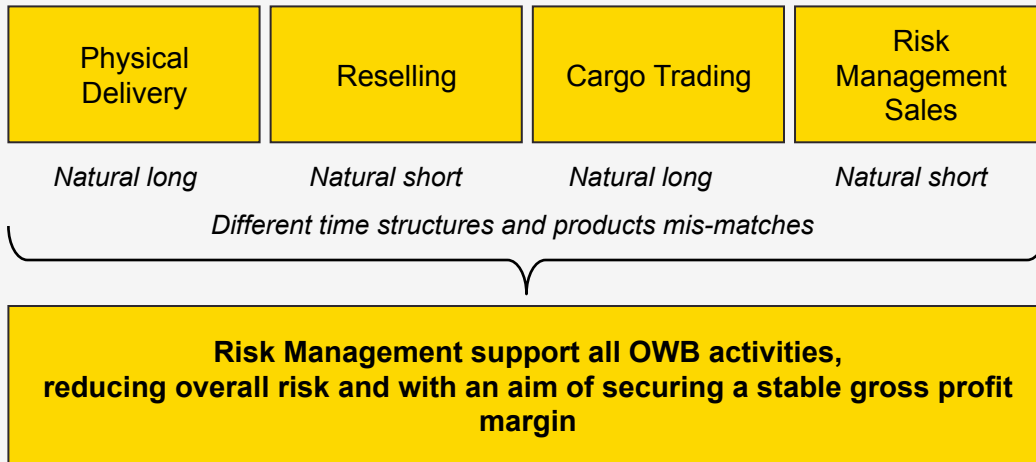 Physical
Delivery
Reselling
Cargo Trading
Risk
Management
Sales
Natural long
Natural short
Natural long
Natural short
Different time structures and products mis-matches
Risk Management support all OWB activities,
reducing overall risk and with an aim of securing a stable gross profit
margin